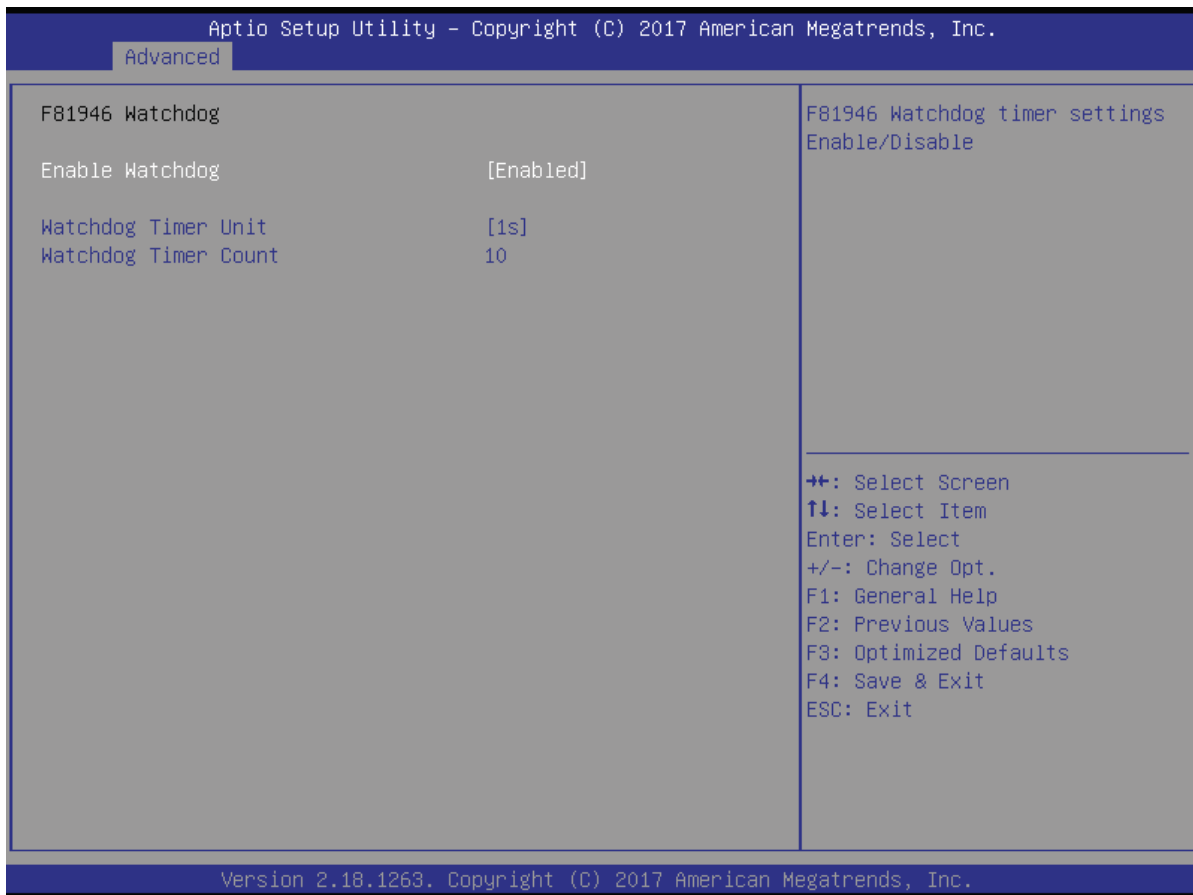 Aptio Setup Utility – Copyright (C) 2017 American Megatrends, Inc.
Advanced
F81946 Watchdog
Enable Watchdog [Enabled]
Watchdog Timer Unit [1s]
Watchdog Timer Count 10
F81946 Watchdog timer settings
Enable/Disable
→←: Select Screen
↑↓: Select Item
Enter: Select
+/-: Change Opt.
F1: General Help
F2: Previous Values
F3: Optimized Defaults
F4: Save & Exit
ESC: Exit
Version 2.18.1263. Copyright (C) 2017 American Megatrends, Inc.